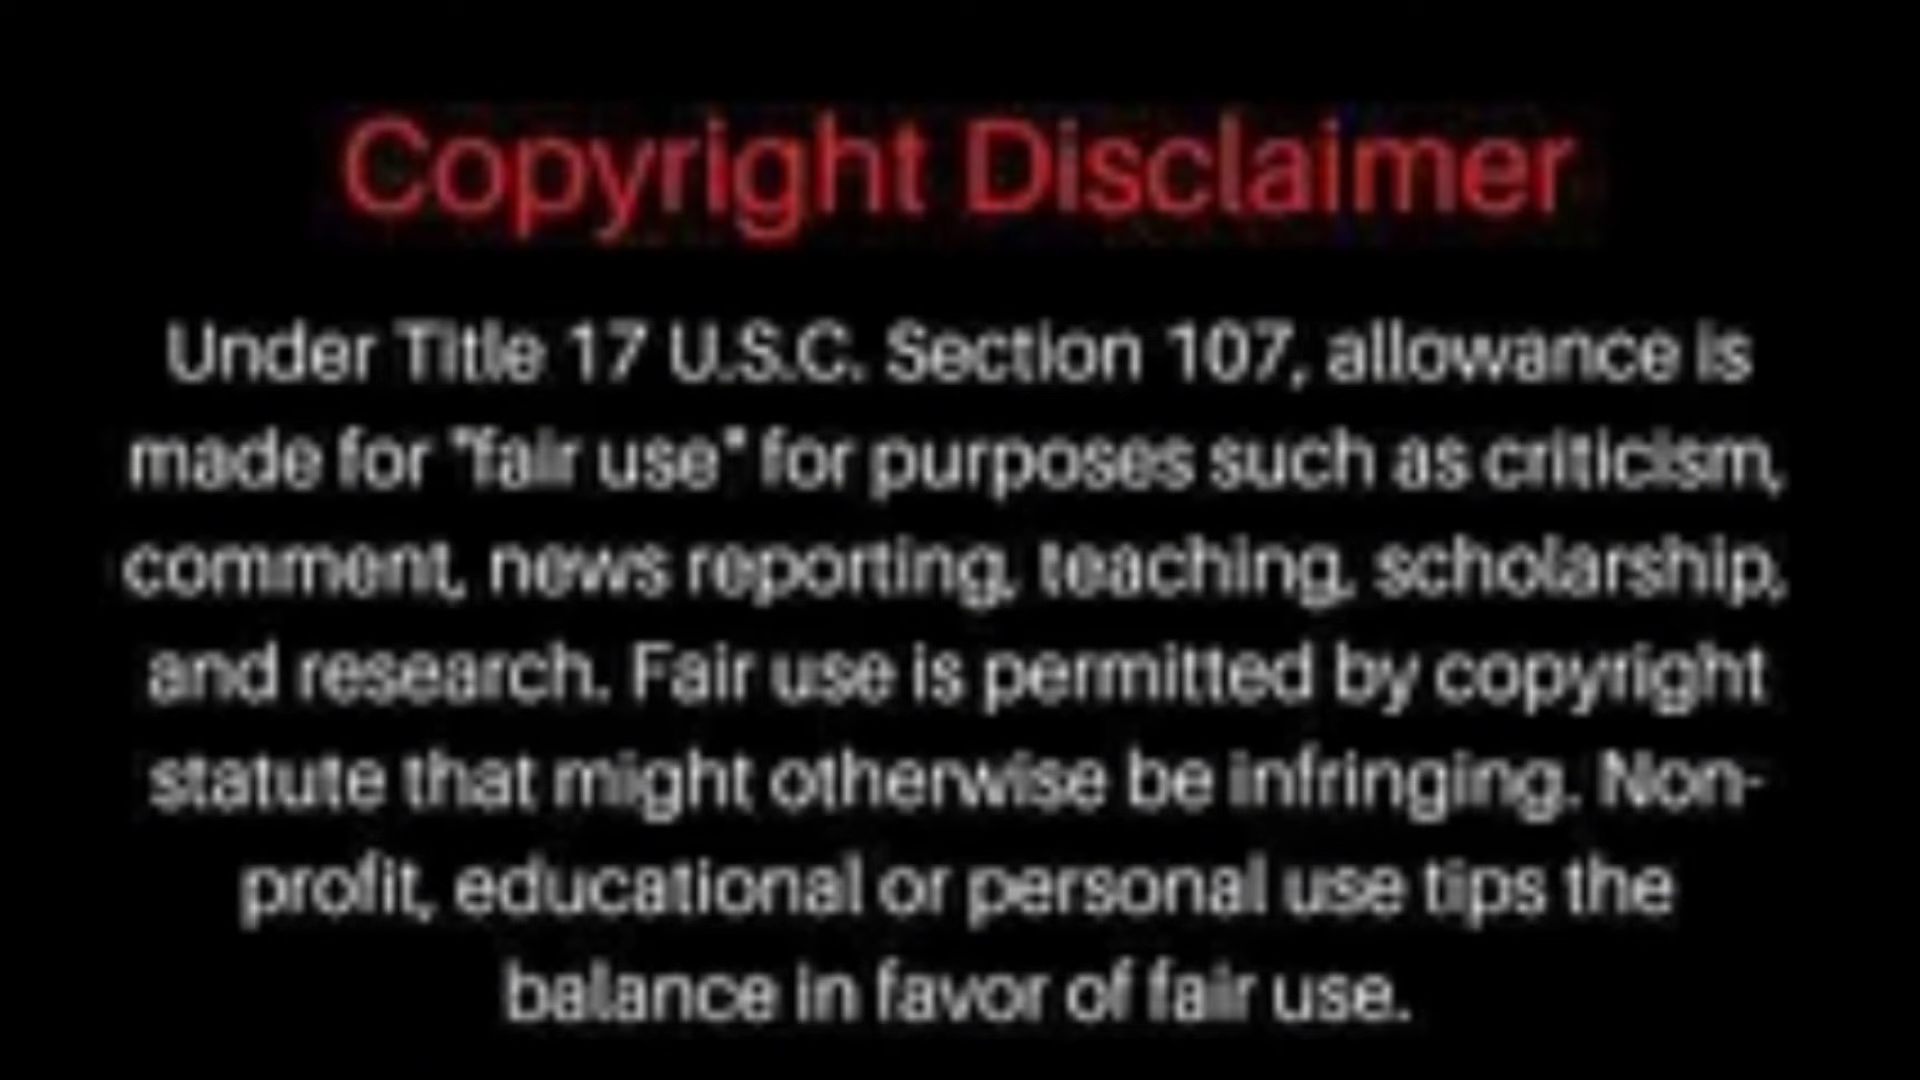 Copyright Disclaimer
Under Title 17 U.S.C. Section 107, allowance is
made for "fair use" for purposes such as criticism,
comment, news reporting, teaching, scholarship,
and research. Fair use is permitted by copyright
statute that might otherwise be infringing. Non-
profit, educational or personal use tips the
balance in favor of fair use.